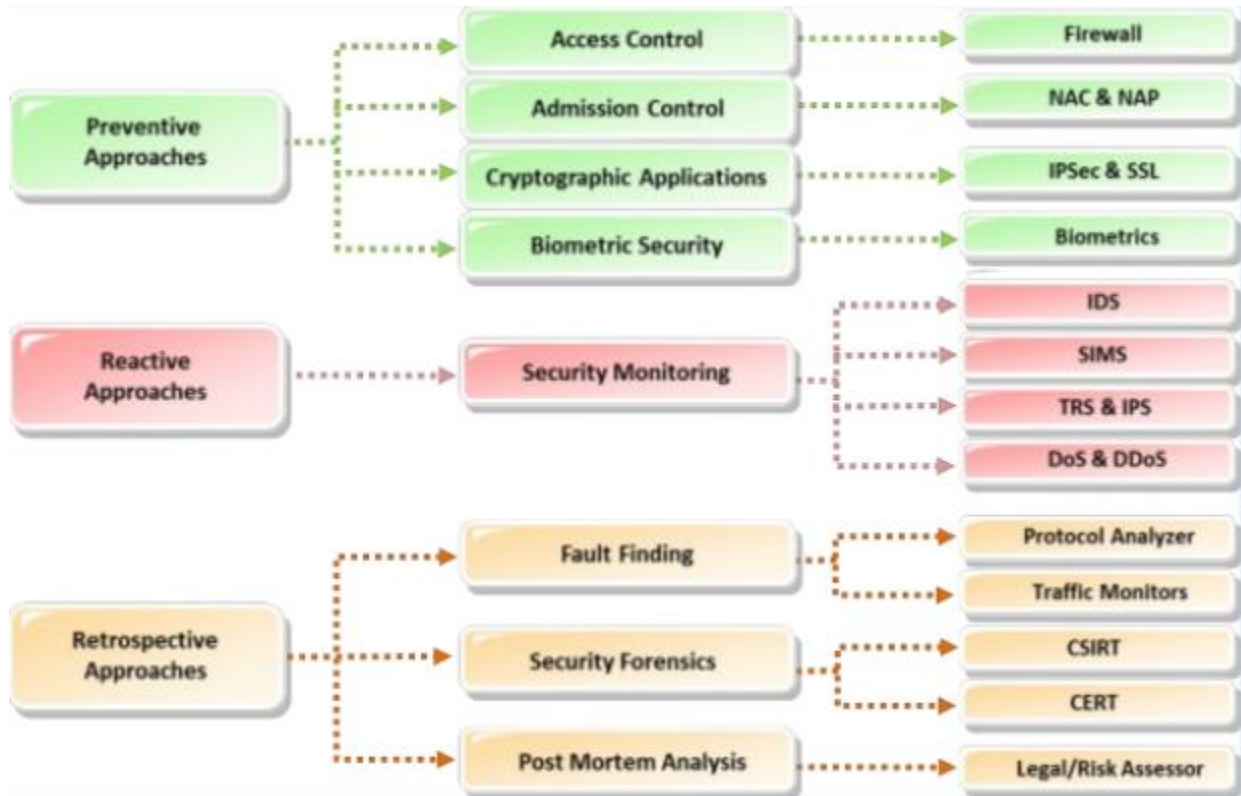 Preventive
Approaches
Access Control
Firewall
Admission Control
NAC & NAP
Cryptographic Applications
IPSec & SSL
Biometric Security
Biometrics
Reactive
Approaches
Security Monitoring
IDS
SIMS
TRS & IPS
DoS & DDoS
Retrospective
Approaches
Fault Finding
Protocol Analyzer
Traffic Monitors
Security Forensics
CSIRT
CERT
Post Mortem Analysis
Legal/Risk Assessor